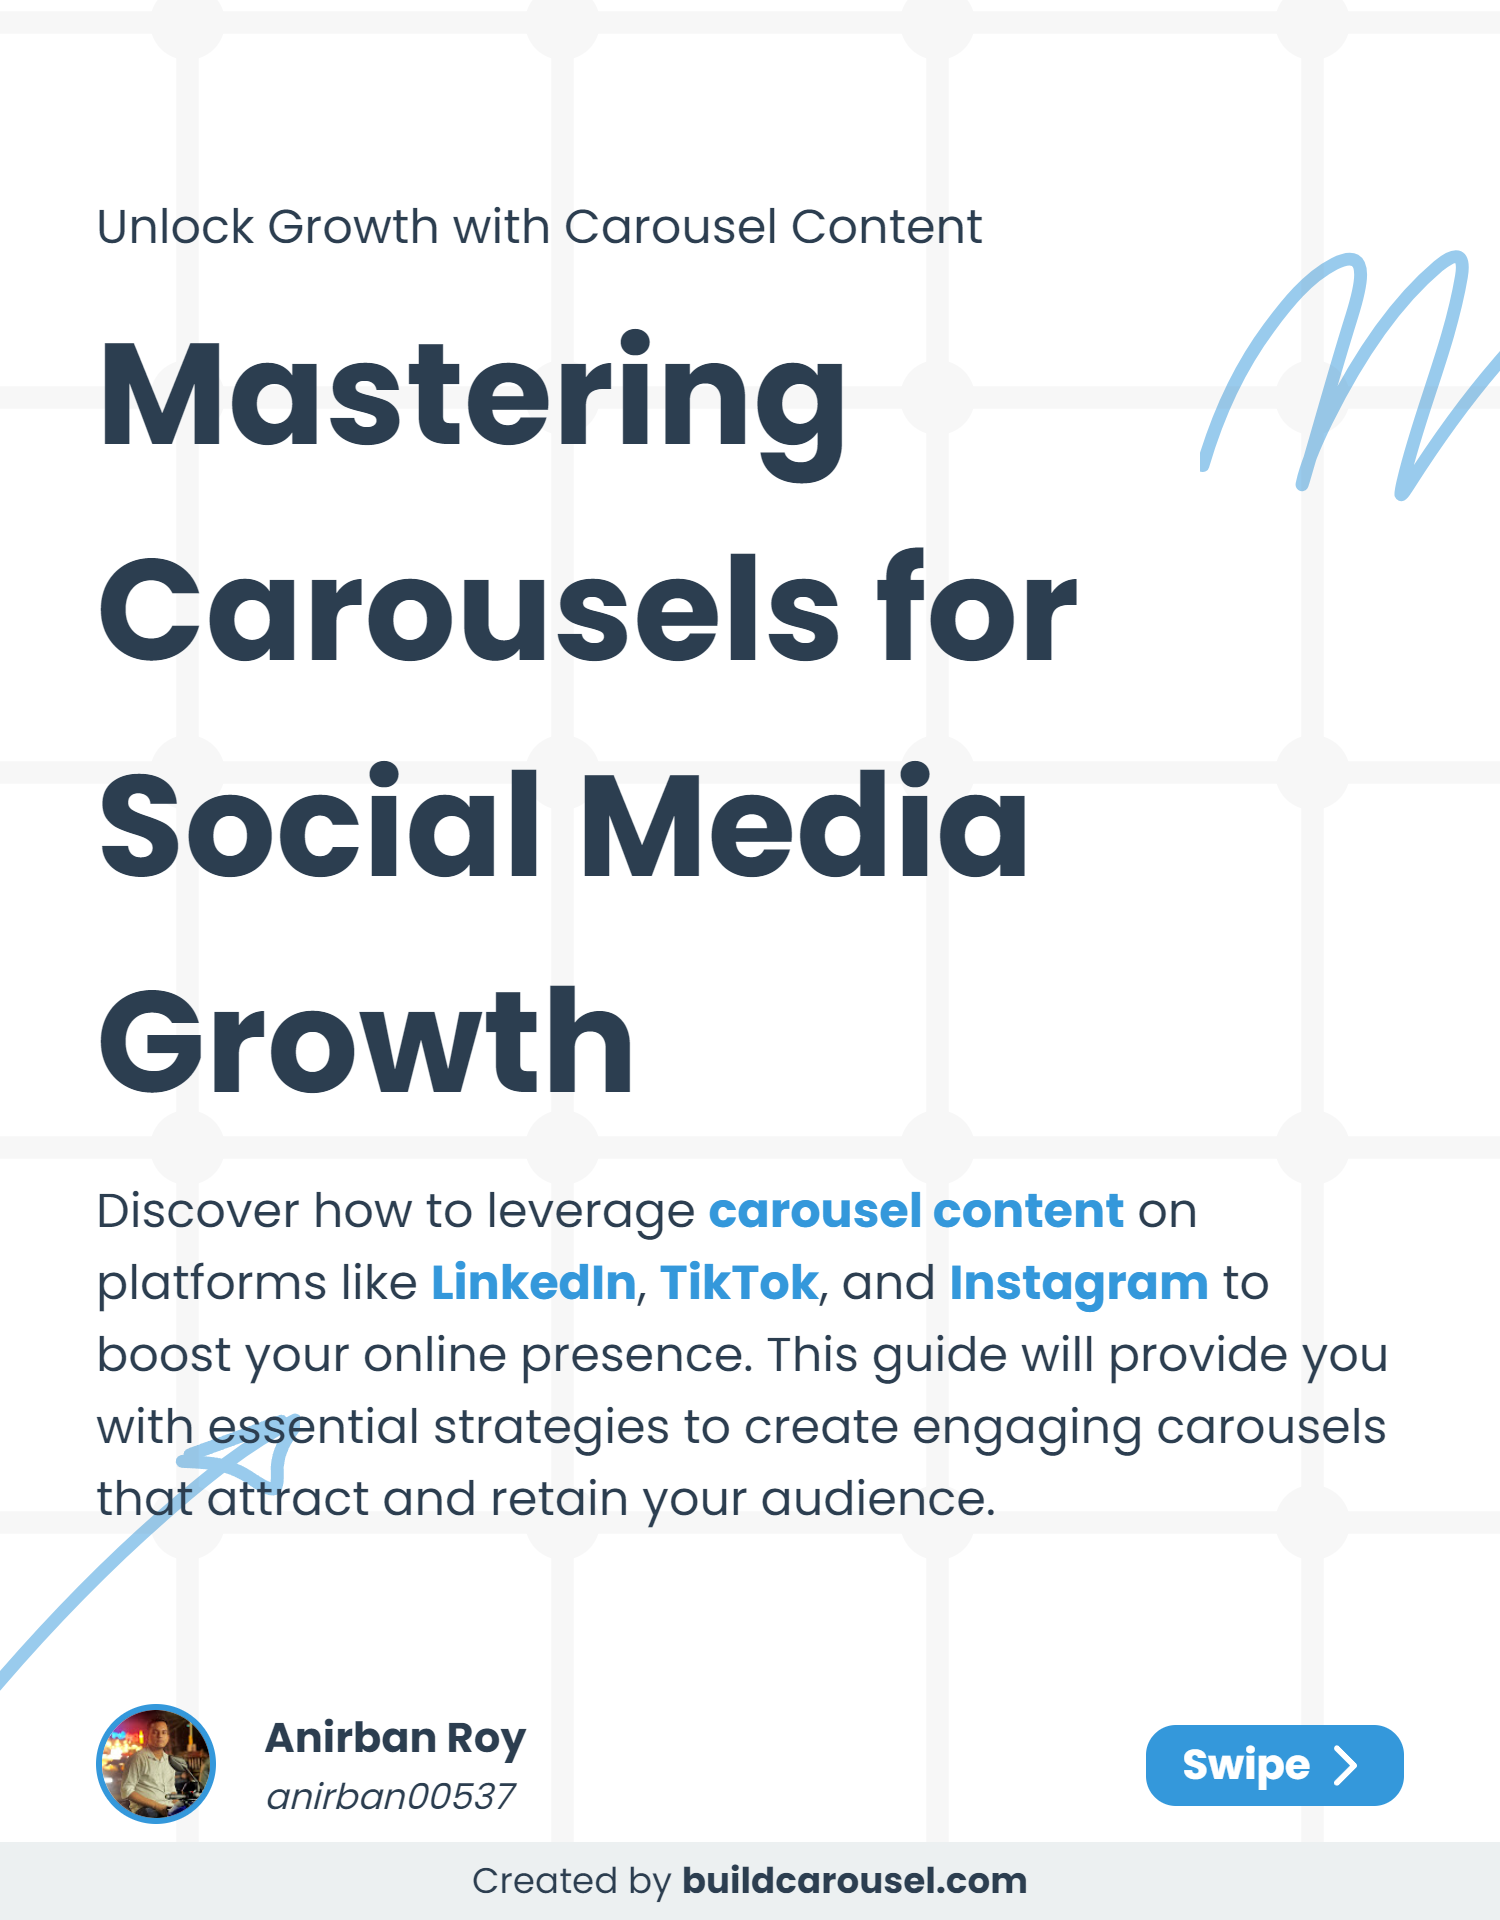 Unlock Growth with Carousel Content
Mastering
Carousels for
Social Media
Growth
Discover how to leverage carousel content on
platforms like LinkedIn, TikTok, and Instagram to
boost your online presence. This guide will provide you
with essential strategies to create engaging carousels
that attract and retain your audience.
Anirban Roy
anirban00537
Swipe
Created by buildcarousel.com